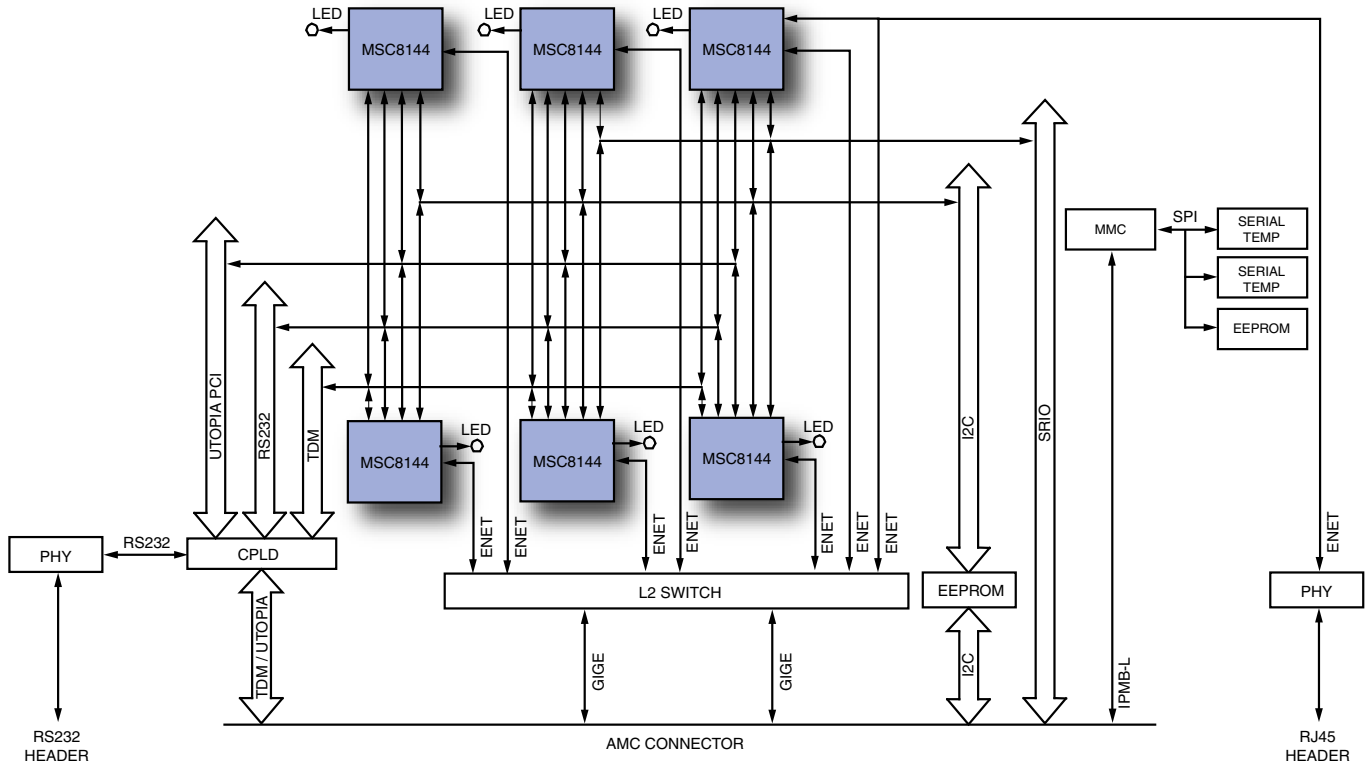 LED
LED
LED
MSC8144
MSC8144
MSC8144
MMC
SPI
SERIAL
TEMP
SERIAL
TEMP
EEPROM
UTOPIA PCI
RS232
TDM
I2C
SRIO
LED
LED
LED
MSC8144
MSC8144
MSC8144
ENET
ENET
ENET
ENET
ENET
ENET
ENET
ENET
PHY
RS232
CPLD
L2 SWITCH
EEPROM
PHY
TDM / UTOPIA
GIGE
GIGE
I2C
IPMB-L
RS232
HEADER
AMC CONNECTOR
RJ45
HEADER